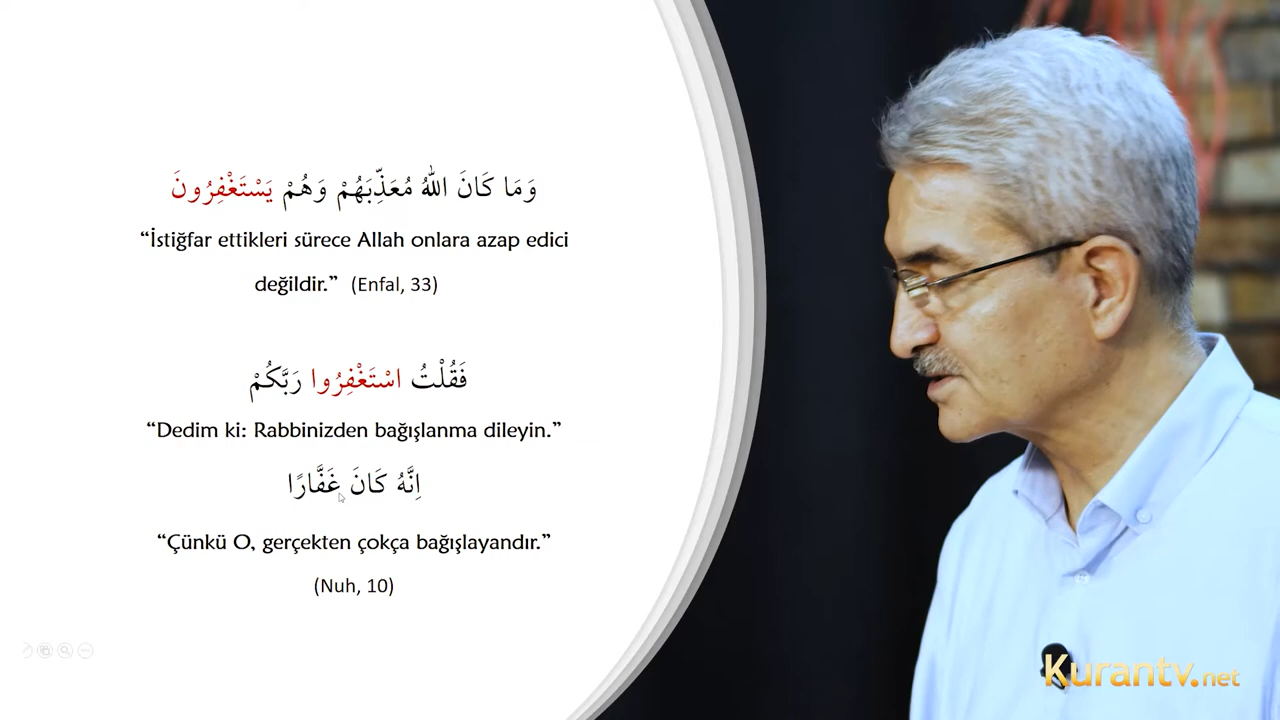 وَمَا كَانَ اللّٰهُ مُعَذِّبَهُمْ وَهُمْ يَسْتَغْفِرُونَ
“İstiğfar ettikleri sürece Allah onlara azap edici
değildir.” (Enfal, 33)
فَقُلْتُ اسْتَغْفِرُوا رَبَّكُمْ
“Dedim ki: Rabbinizden bağışlanma dileyin.”
اِنَّهُ كَانَ غَفَّارًا
“Çünkü O, gerçekten çokça bağışlayandır.”
(Nuh, 10)
Kurantv.net